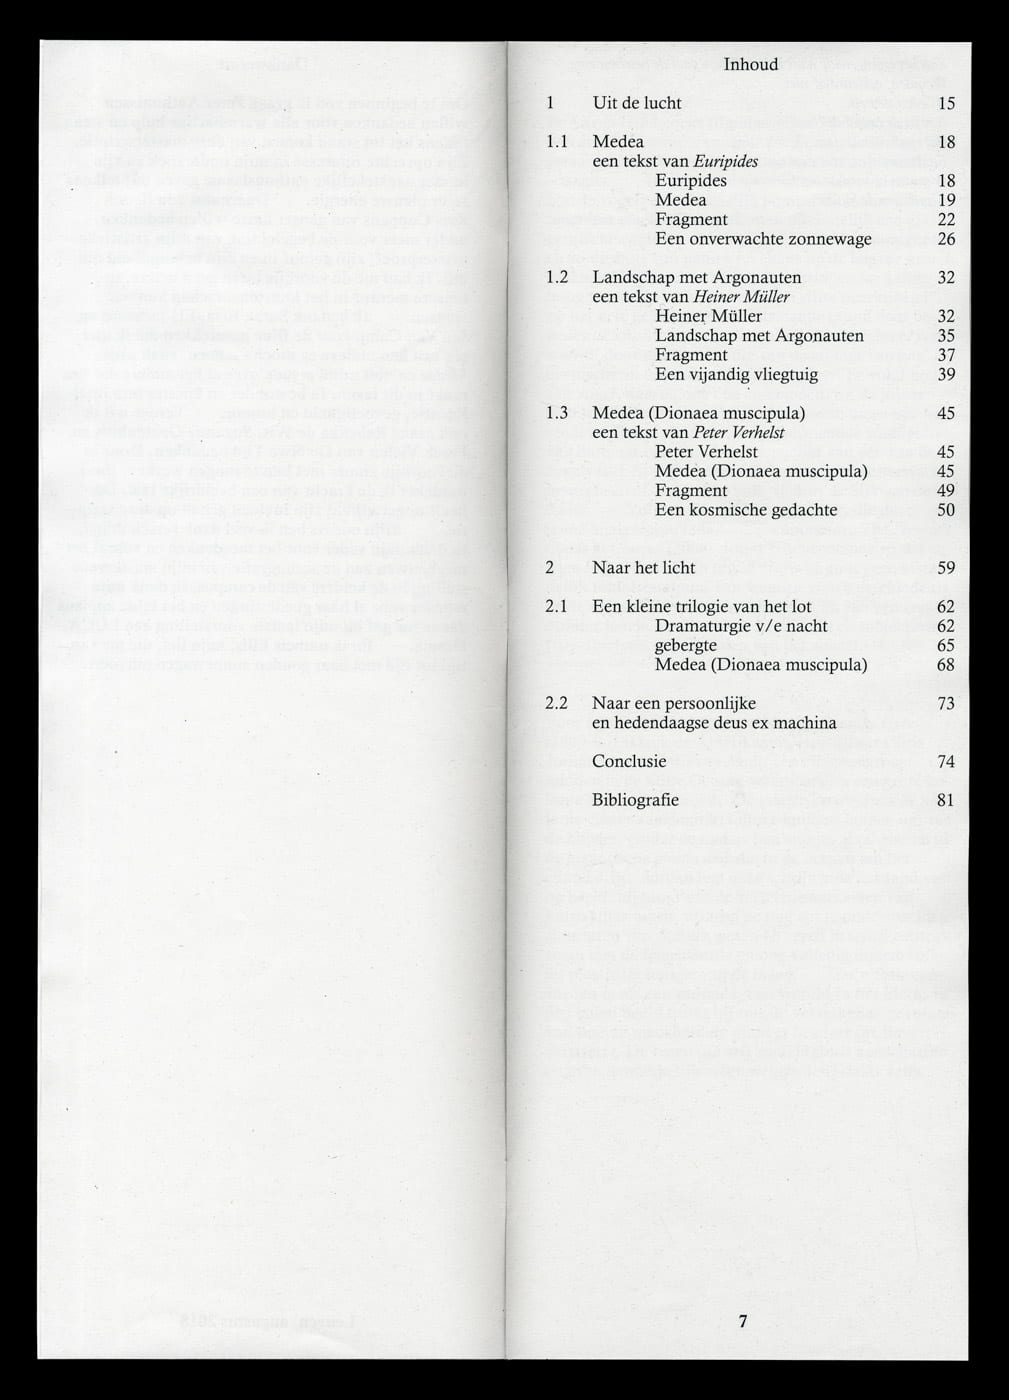 Inhoud
1 Uit de lucht 15
1.1 Medea 18
een tekst van Euripides
Euripides 18
Medea 19
Fragment 22
Een onverwachte zonnewage 26
1.2 Landschap met Argonauten 32
een tekst van Heiner Müller
Heiner Müller 32
Landschap met Argonauten 35
Fragment 37
Een vijandig vliegtuig 39
1.3 Medea (Dionaea muscipula) 45
een tekst van Peter Verhelst
Peter Verhelst 45
Medea (Dionaea muscipula) 45
Fragment 49
Een kosmische gedachte 50
2 Naar het licht 59
2.1 Een kleine trilogie van het lot 62
Dramaturgie v/e nacht 62
gebergte 65
Medea (Dionaea muscipula) 68
2.2 Naar een persoonlijke 73
en hedendaagse deus ex machina
Conclusie 74
Bibliografie 81
7